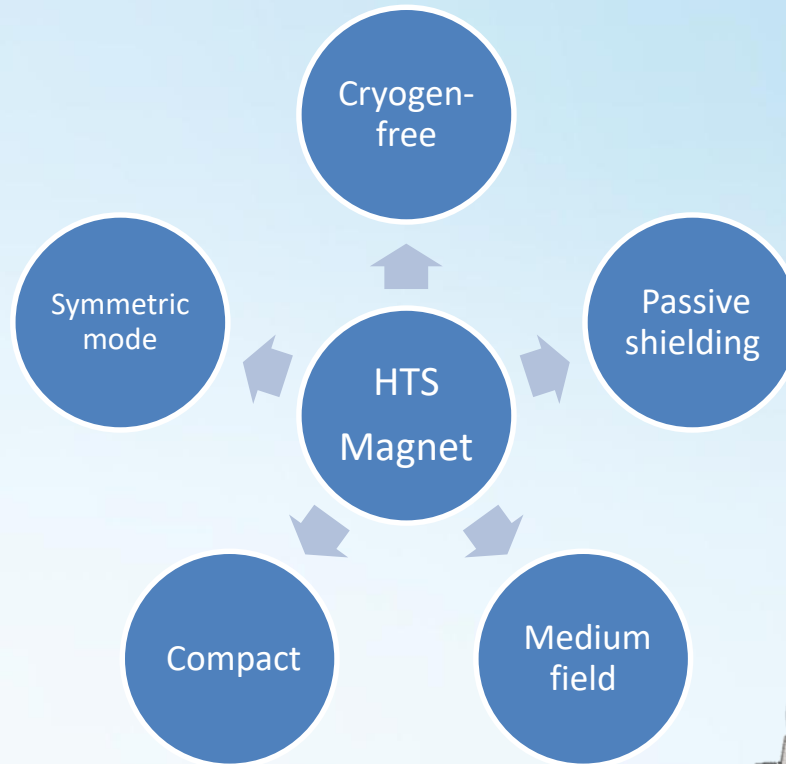 Cryogen-
free
Symmetric
mode
Passive
shielding
HTS
Magnet
Compact
Medium
field